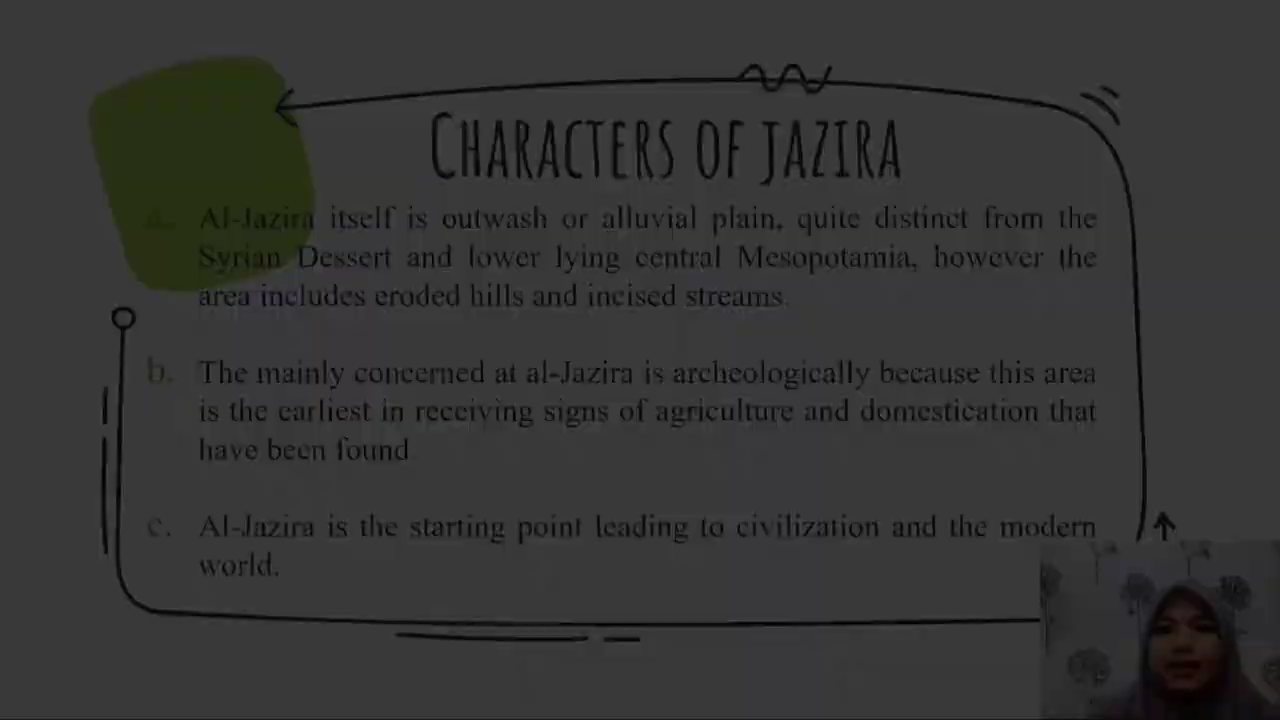 CHARACTERS OF JAZIRA
a. Al-Jazira itself is outwash or alluvial plain, quite distinct from the
Syrian Dessert and lower lying central Mesopotamia, however the
area includes eroded hills and incised streams.
b. The mainly concerned at al-Jazira is archeologically because this area
is the earliest in receiving signs of agriculture and domestication that
have been found
c. Al-Jazira is the starting point leading to civilization and the modern
world.